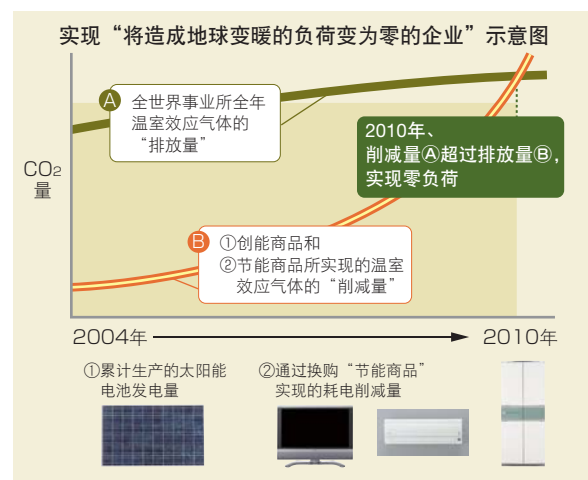 实现“将造成地球变暖的负荷变为零的企业”示意图
A 全世界事业所全年
温室效应气体的
“排放量”
2010年、
削减量Ⓐ超过排放量Ⓑ,
实现零负荷
CO₂
量
B ①创能商品和
②节能商品所实现的温室
效应气体的“削减量”
2004年 2010年
①累计生产的太阳能
电池发电量
②通过换购“节能商品”
实现的耗电削减量